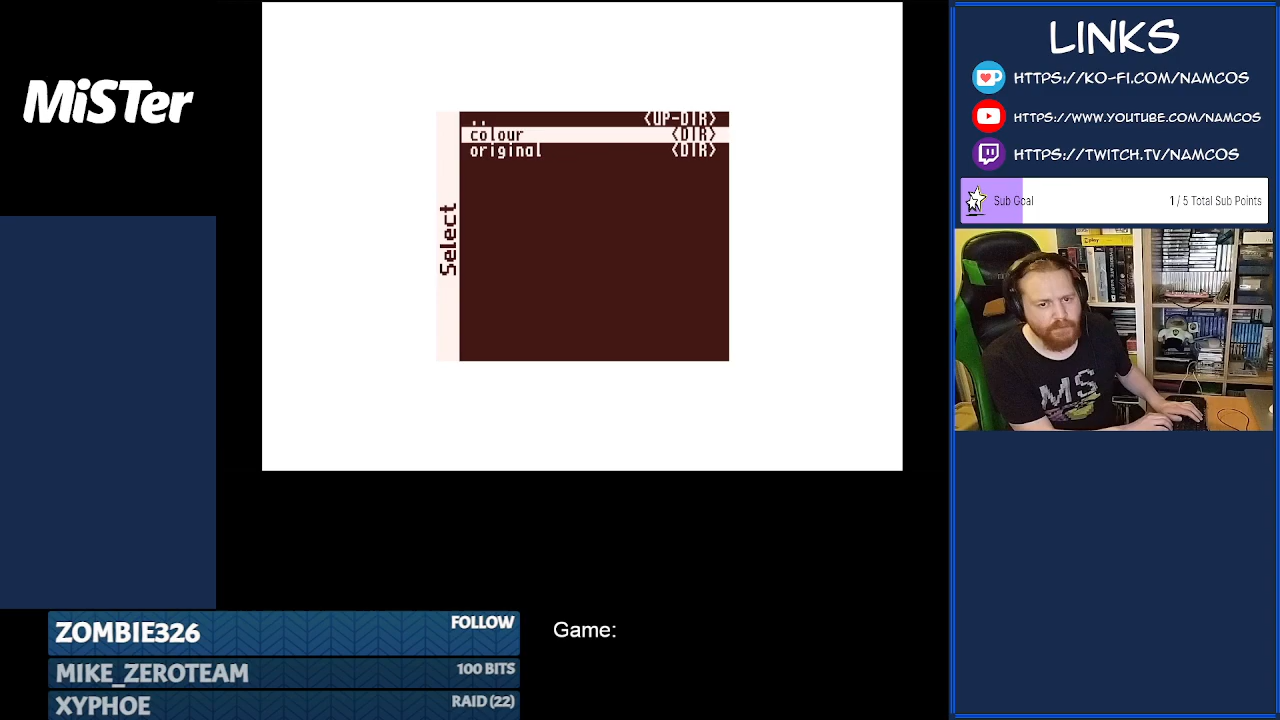 MiSTer
Select
.. <UP-DIR>
colour <DIR>
original <DIR>
LINKS
HTTPS://KO-FI.COM/NAMCOS
HTTPS://WWW.YOUTUBE.COM/NAMCOS
HTTPS://TWITCH.TV/NAMCOS
Sub Goal 1 / 5 Total Sub Points
MS
ZOMBIE326 FOLLOW
MIKE_ZEROTEAM 100 BITS
XYPHOE RAID (22)
Game: